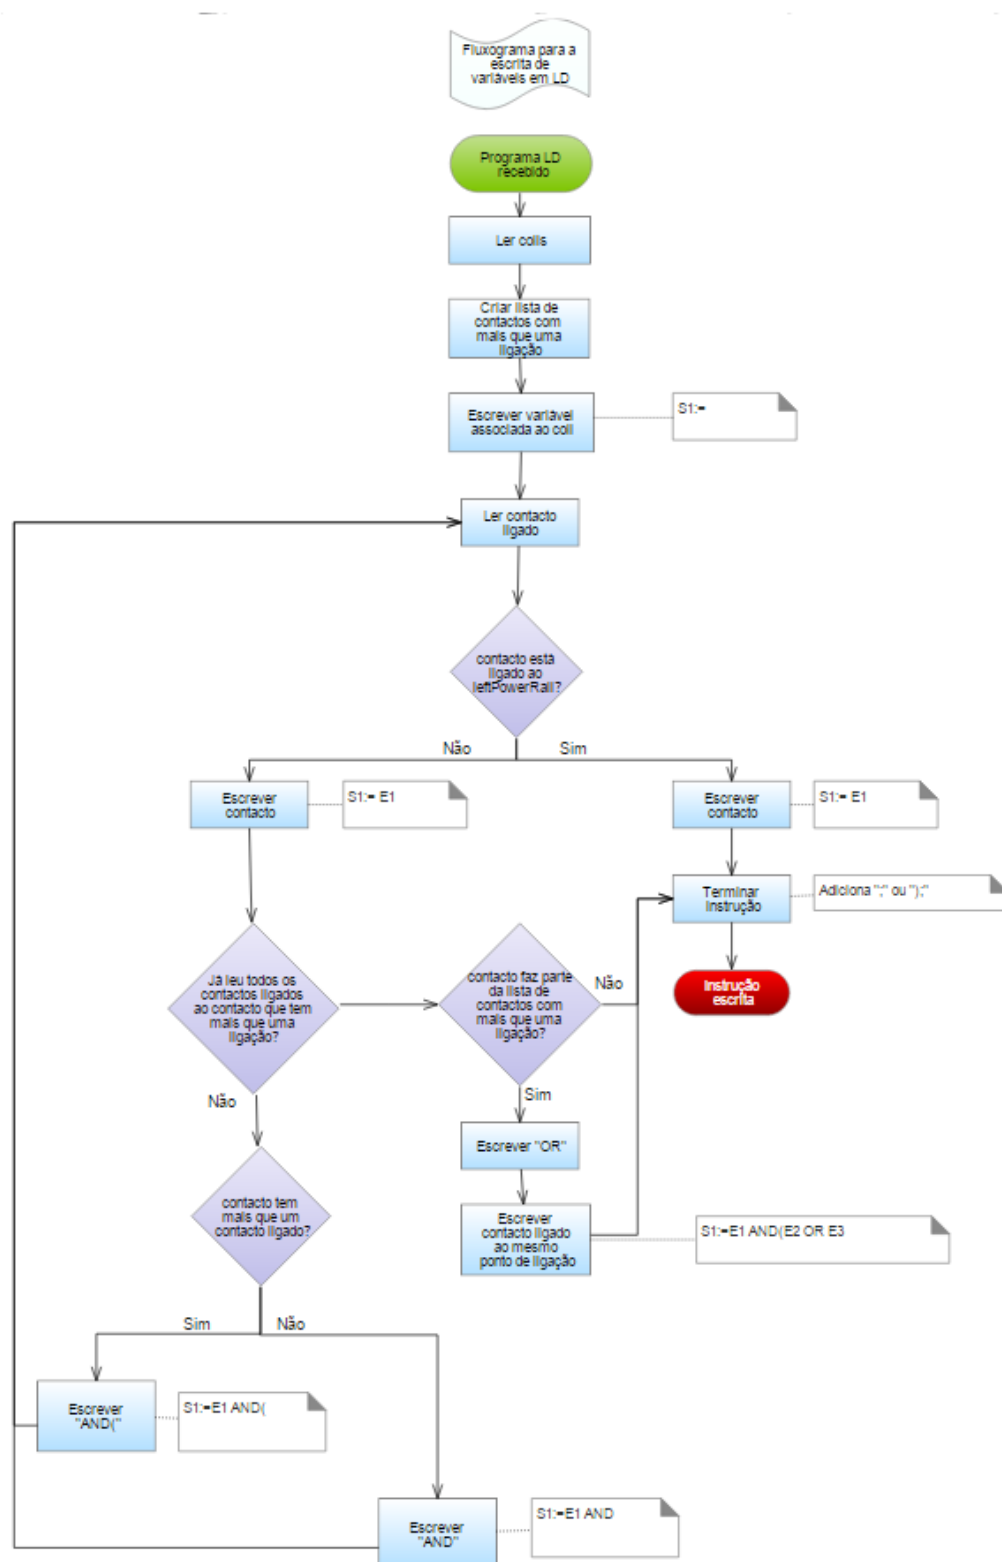 Fluxograma para a
escrita de
variáveis em LD
Programa LD
recebido
Ler coils
Criar lista de
contactos com
mais que uma
ligação
Escrever variável
associada ao coil
S1:=
Ler contacto
ligado
contacto está
ligado ao
leftPowerRail?
Não
Sim
Escrever
contacto
S1:= E1
Escrever
contacto
S1:= E1
Terminar
Instrução
Adiciona ";" ou ");"
Já leu todos os
contactos ligados
ao contacto que tem
mais que uma
ligação?
contacto faz parte
da lista de
contactos com
mais que uma
ligação?
Não
Instrução
escrita
Não
Sim
Escrever "OR"
contacto tem
mais que um
contacto ligado?
Escrever
contacto ligado
ao mesmo
ponto de ligação
S1:=E1 AND(E2 OR E3
Sim
Não
Escrever
"AND("
S1:=E1 AND(
Escrever
"AND"
S1:=E1 AND